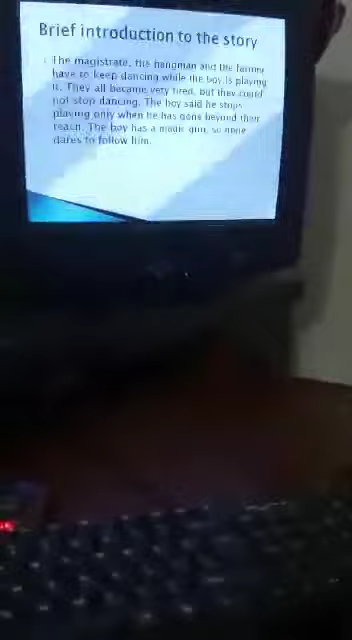 Brief introduction to the story
The magistrate, the hangman and the farmer
have to keep dancing while the boy is playing
it. They all became very tired, but they could
not stop dancing. The boy said he stops
playing only when he has gone beyond their
reach. The boy has a magic gun, so none
dares to follow him.